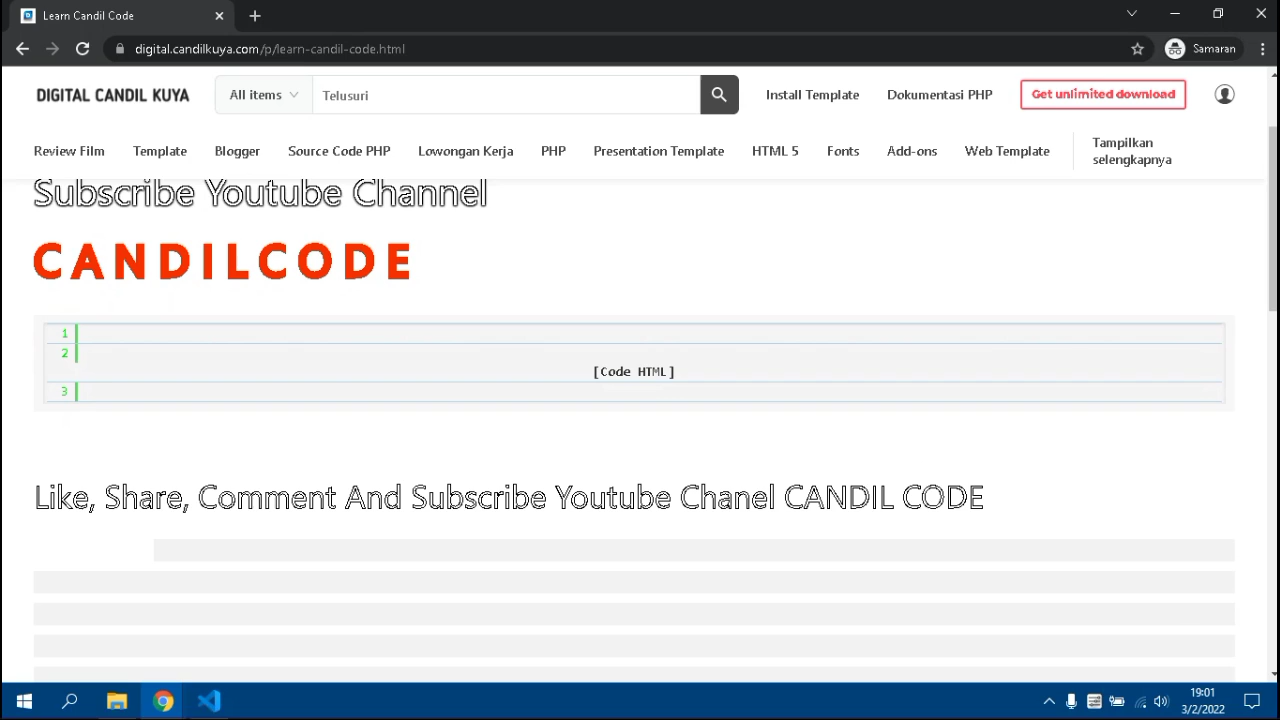 Learn Candil Code
digital.candilkuya.com/p/learn-candil-code.html
Samaran
DIGITAL CANDIL KUYA
All items
Telusuri
Install Template
Dokumentasi PHP
Get unlimited download
Review Film
Template
Blogger
Source Code PHP
Lowongan Kerja
PHP
Presentation Template
HTML 5
Fonts
Add-ons
Web Template
Tampilkan
selengkapnya
Subscribe Youtube Channel
CANDILCODE
1
2
[Code HTML]
3
Like, Share, Comment And Subscribe Youtube Chanel CANDIL CODE
19:01
3/2/2022